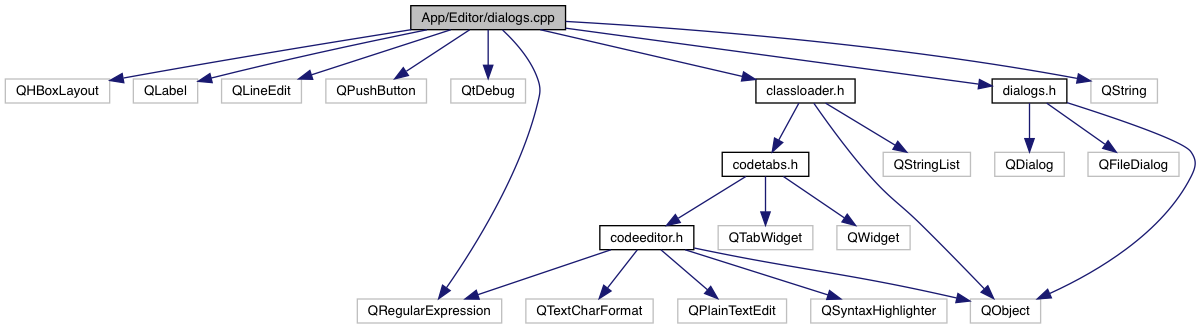 App/Editor/dialogs.cpp
QHBoxLayout
QLabel
QLineEdit
QPushButton
QtDebug
classloader.h
dialogs.h
QString
codetabs.h
QStringList
QDialog
QFileDialog
codeeditor.h
QTabWidget
QWidget
QRegularExpression
QTextCharFormat
QPlainTextEdit
QSyntaxHighlighter
QObject